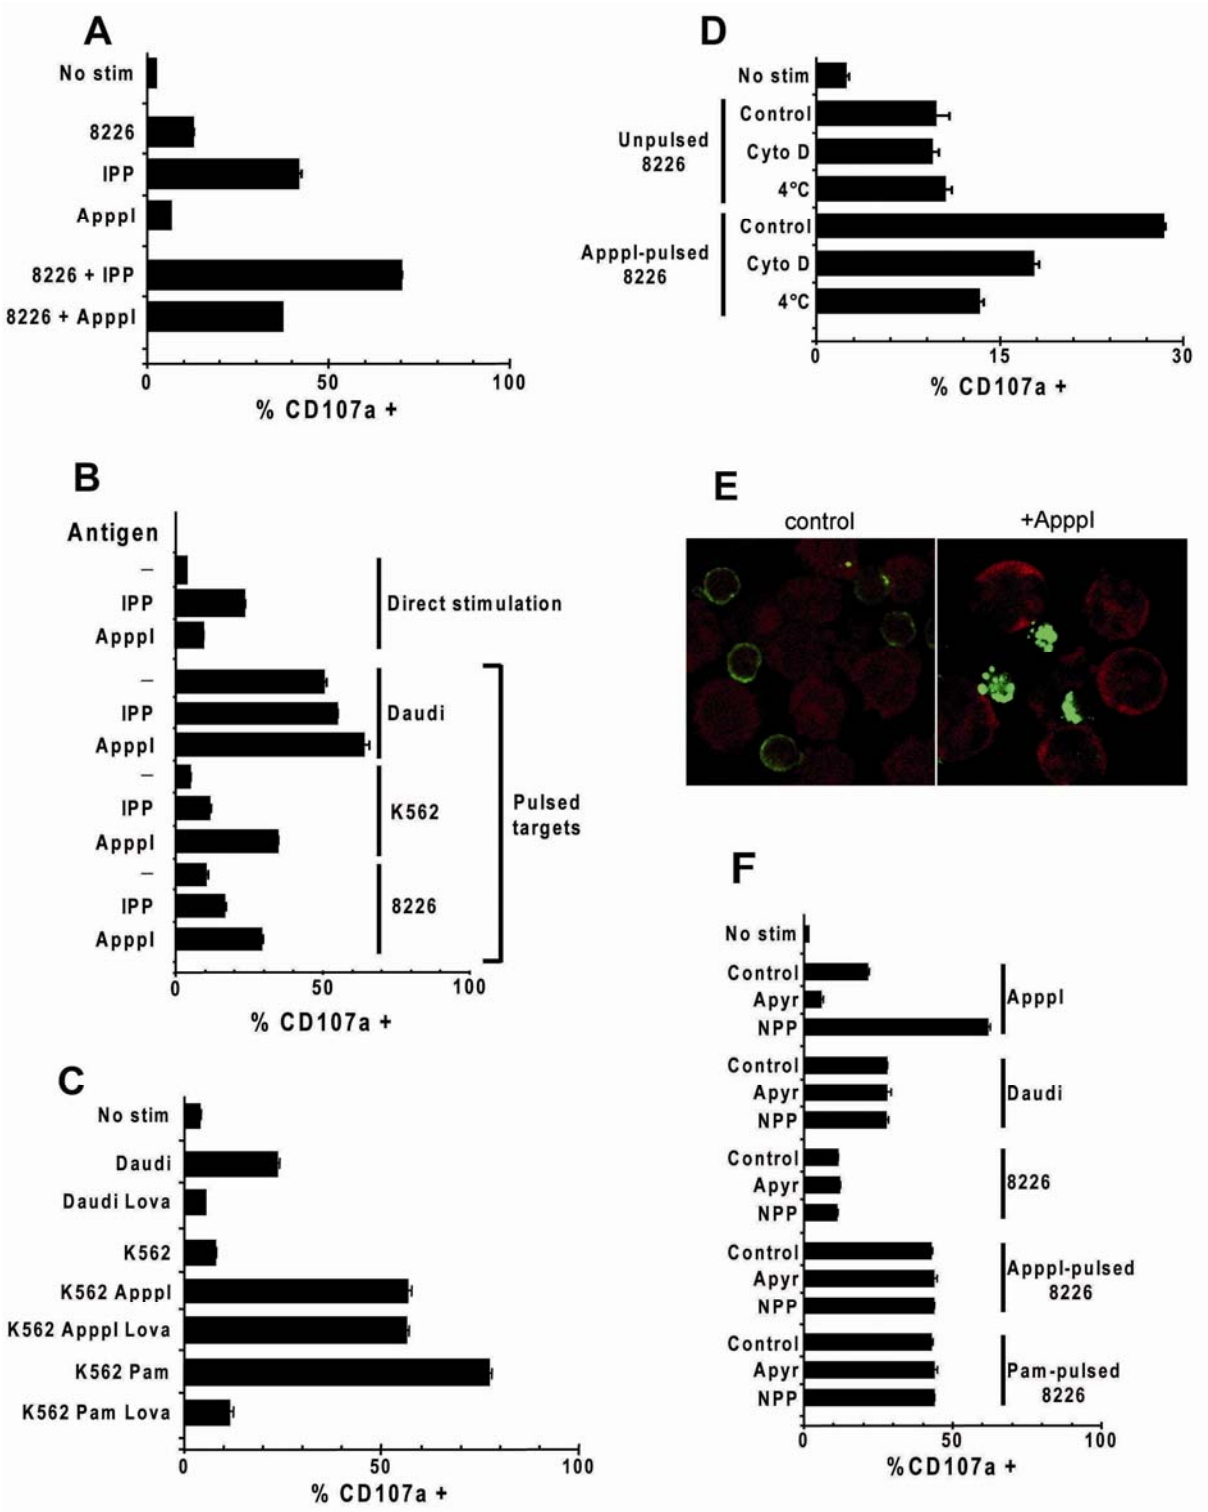 A
No stim
8226
IPP
ApppI
8226 + IPP
8226 + ApppI
0 50 100
% CD107a +
B
Antigen
–
IPP
ApppI
Direct stimulation
–
IPP
ApppI
Daudi
–
IPP
ApppI
K562
–
IPP
ApppI
8226
Pulsed
targets
0 50 100
% CD107a +
C
No stim
Daudi
Daudi Lova
K562
K562 ApppI
K562 ApppI Lova
K562 Pam
K562 Pam Lova
0 50 100
% CD107a +
D
No stim
Unpulsed
8226
Control
Cyto D
4°C
ApppI-pulsed
8226
Control
Cyto D
4°C
0 15 30
% CD107a +
E
control +ApppI
F
No stim
Control
Apyr
NPP
ApppI
Control
Apyr
NPP
Daudi
Control
Apyr
NPP
8226
Control
Apyr
NPP
ApppI-pulsed
8226
Control
Apyr
NPP
Pam-pulsed
8226
0 50 100
%CD107a +